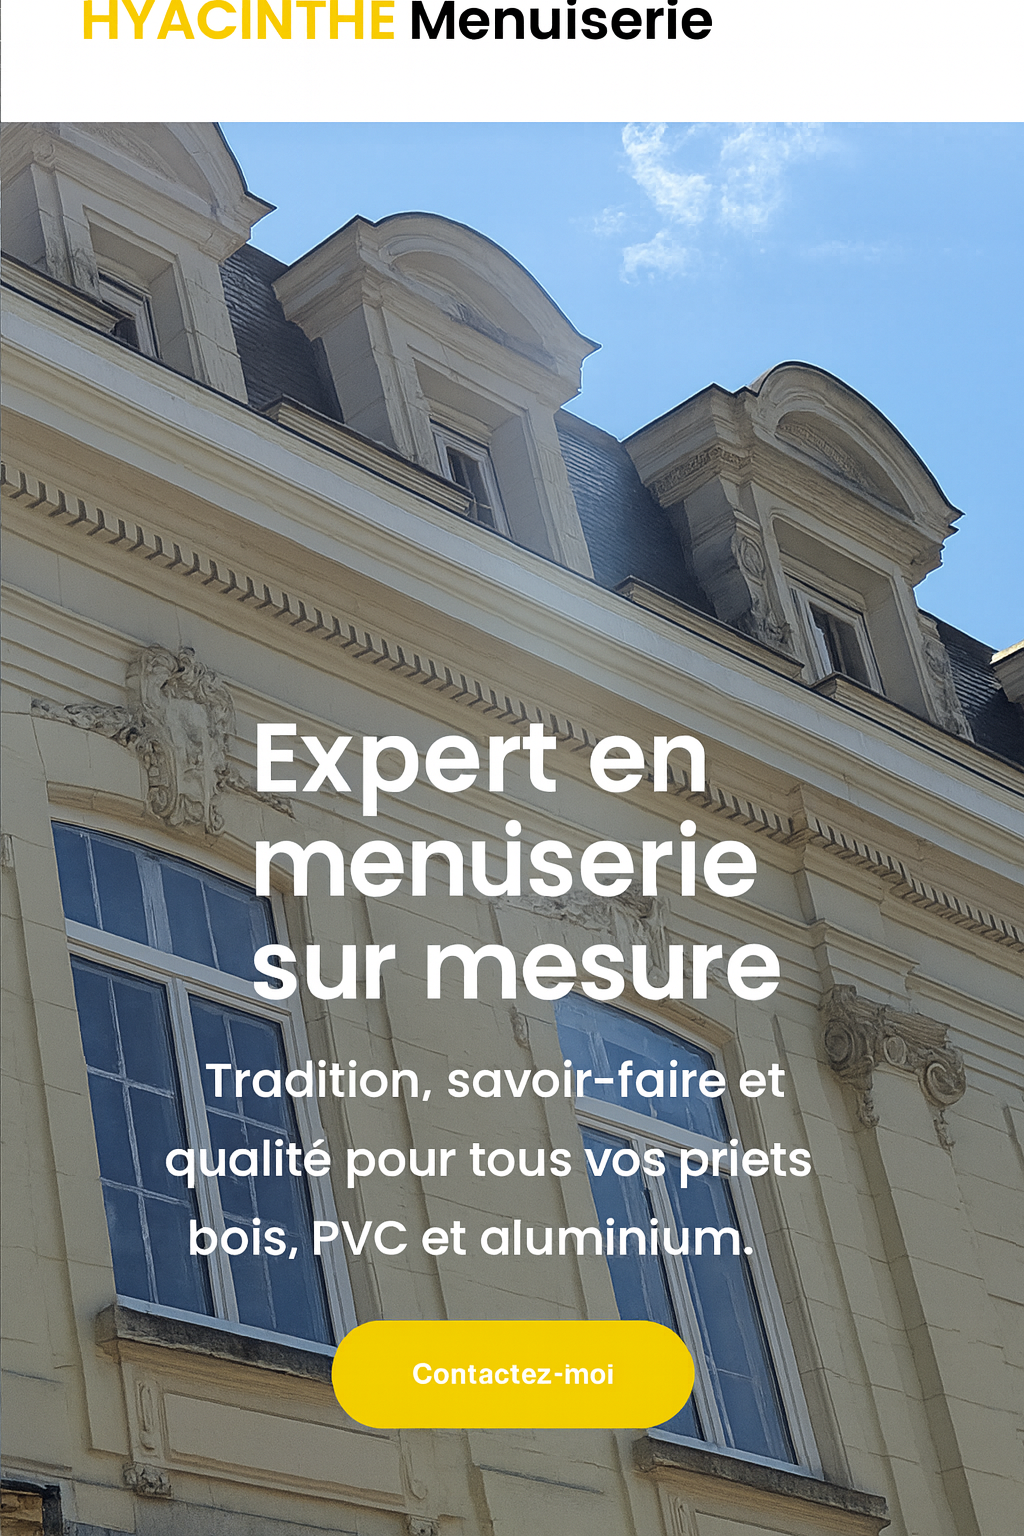 HYACINTHE Menuiserie
Expert en
menuiserie
sur mesure
Tradition, savoir-faire et
qualité pour tous vos priets
bois, PVC et aluminium.
Contactez-moi